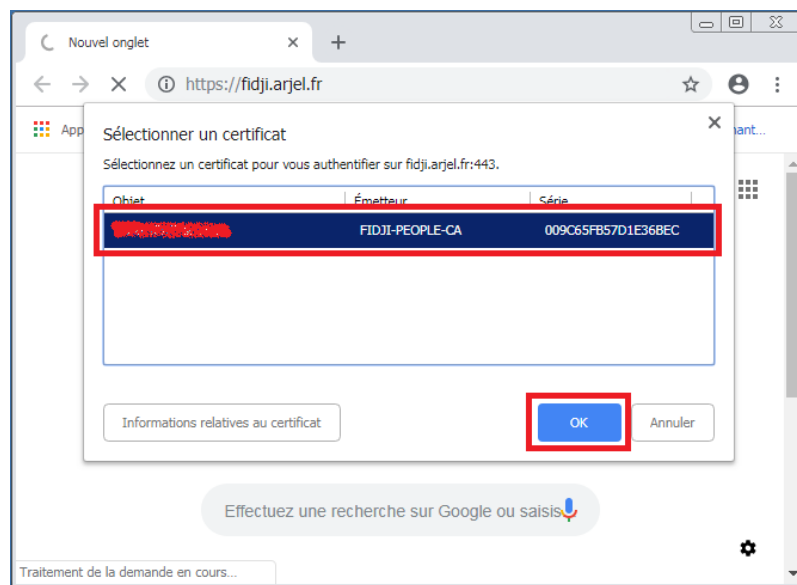 Nouvel onglet
https://fidji.arjel.fr
App
Sélectionner un certificat
Sélectionnez un certificat pour vous authentifier sur fidji.arjel.fr:443.
Objet Émetteur Série
FIDJI-PEOPLE-CA 009C65FB57D1E36BEC
Informations relatives au certificat OK Annuler
Effectuez une recherche sur Google ou saisis
Traitement de la demande en cours...